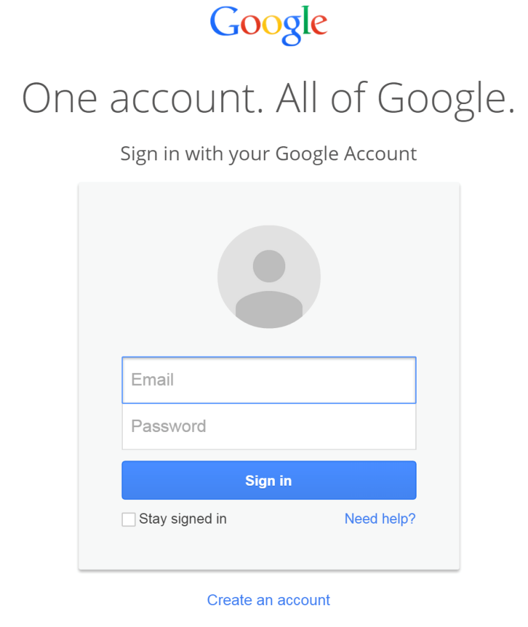 Google
One account. All of Google.
Sign in with your Google Account
Email
Password
Sign in
Stay signed in
Need help?
Create an account